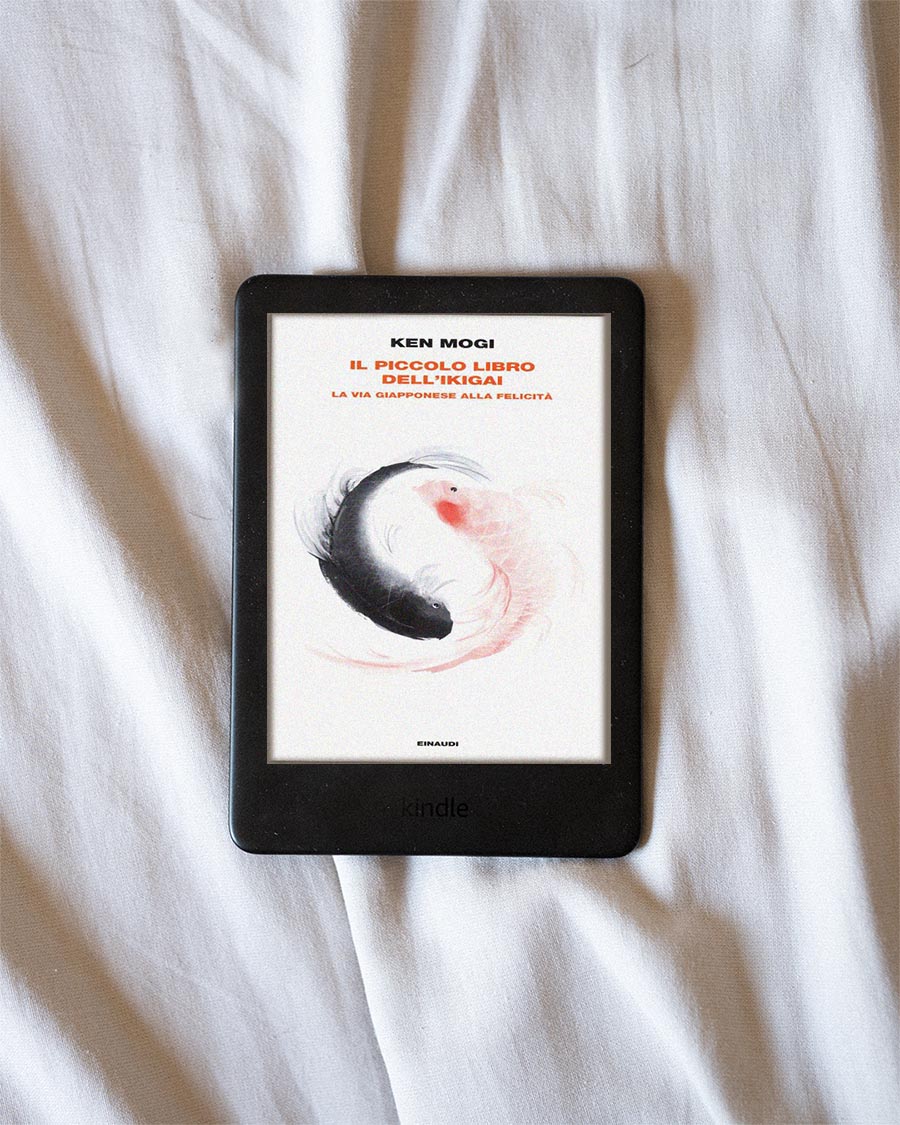 KEN MOGI
IL PICCOLO LIBRO
DELL'IKIGAI
LA VIA GIAPPONESE ALLA FELICITÀ
EINAUDI
kindle